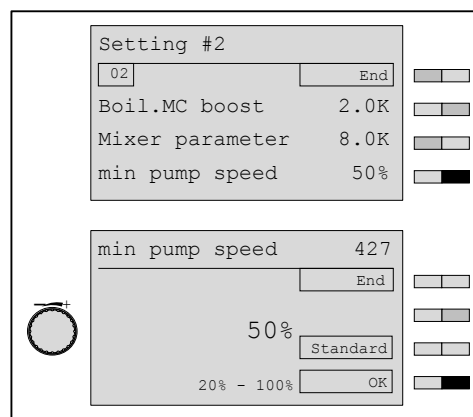 Setting #2
02 End
Boil.MC boost 2.0K
Mixer parameter 8.0K
min pump speed 50%
min pump speed 427
End
50%
Standard
20% - 100% OK
+